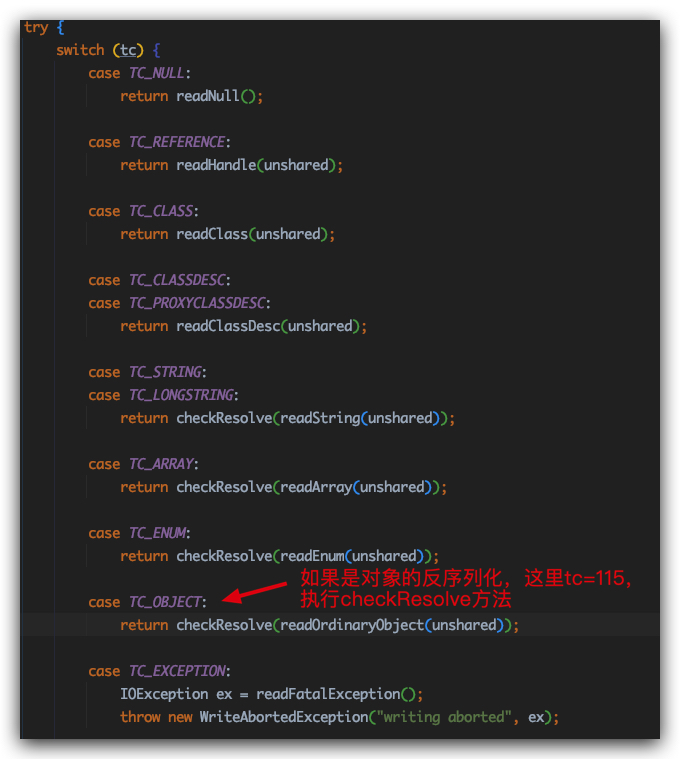 try {
switch (tc) {
case TC_NULL:
return readNull();
case TC_REFERENCE:
return readHandle(unshared);
case TC_CLASS:
return readClass(unshared);
case TC_CLASSDESC:
case TC_PROXYCLASSDESC:
return readClassDesc(unshared);
case TC_STRING:
case TC_LONGSTRING:
return checkResolve(readString(unshared));
case TC_ARRAY:
return checkResolve(readArray(unshared));
case TC_ENUM:
return checkResolve(readEnum(unshared));
如果是对象的反序列化，这里tc=115，
执行checkResolve方法
case TC_OBJECT:
return checkResolve(readOrdinaryObject(unshared));
case TC_EXCEPTION:
IOException ex = readFatalException();
throw new WriteAbortedException("writing aborted", ex);